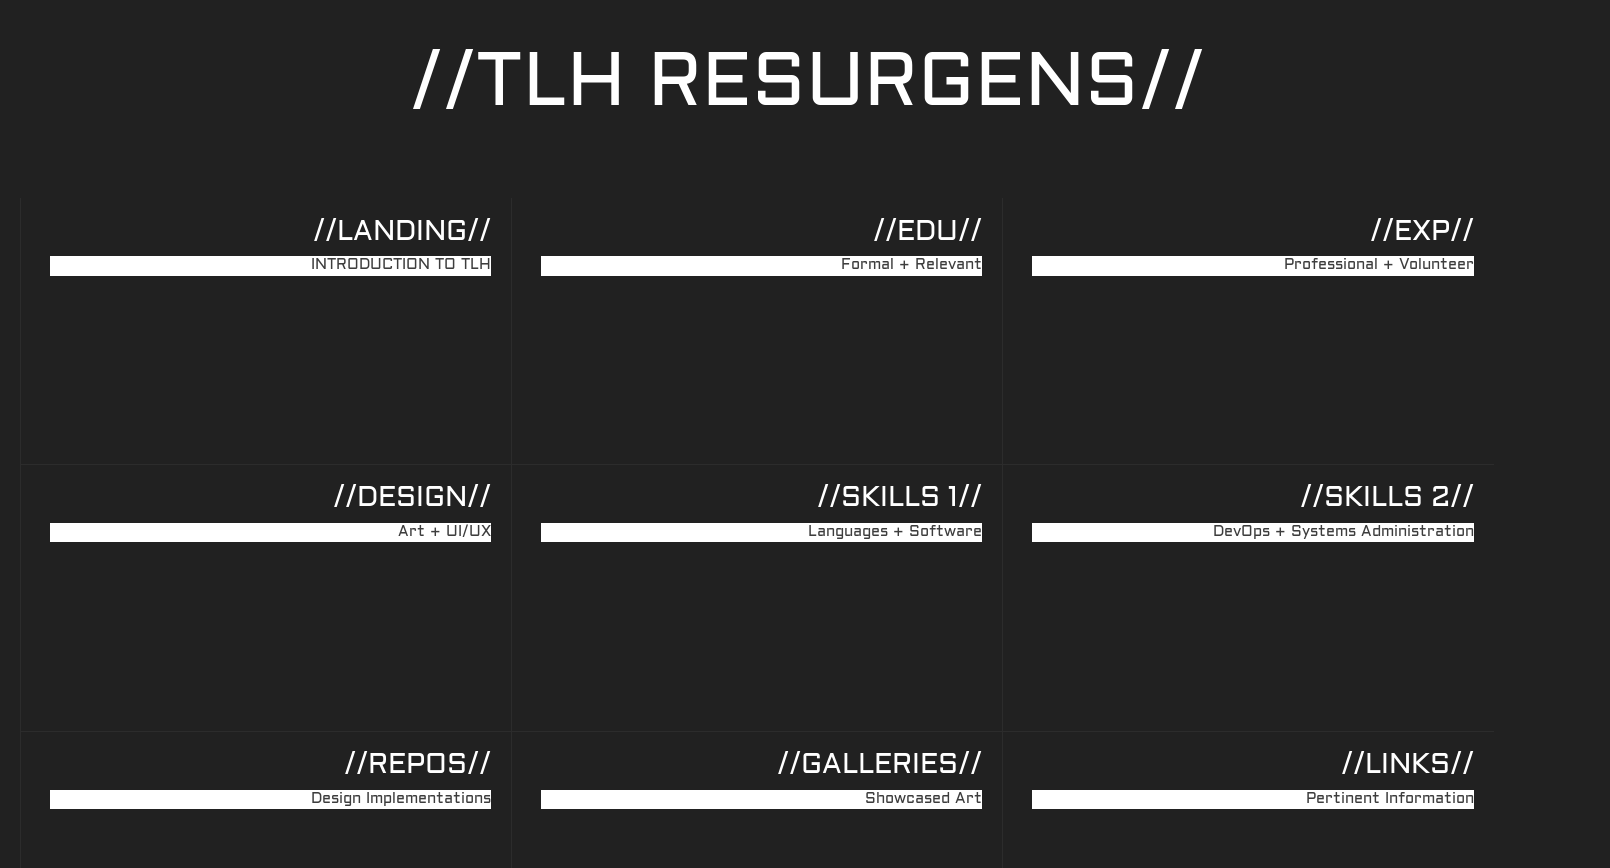 //TLH RESURGENS//
//LANDING//
INTRODUCTION TO TLH
//EDU//
Formal + Relevant
//EXP//
Professional + Volunteer
//DESIGN//
Art + UI/UX
//SKILLS 1//
Languages + Software
//SKILLS 2//
DevOps + Systems Administration
//REPOS//
Design Implementations
//GALLERIES//
Showcased Art
//LINKS//
Pertinent Information